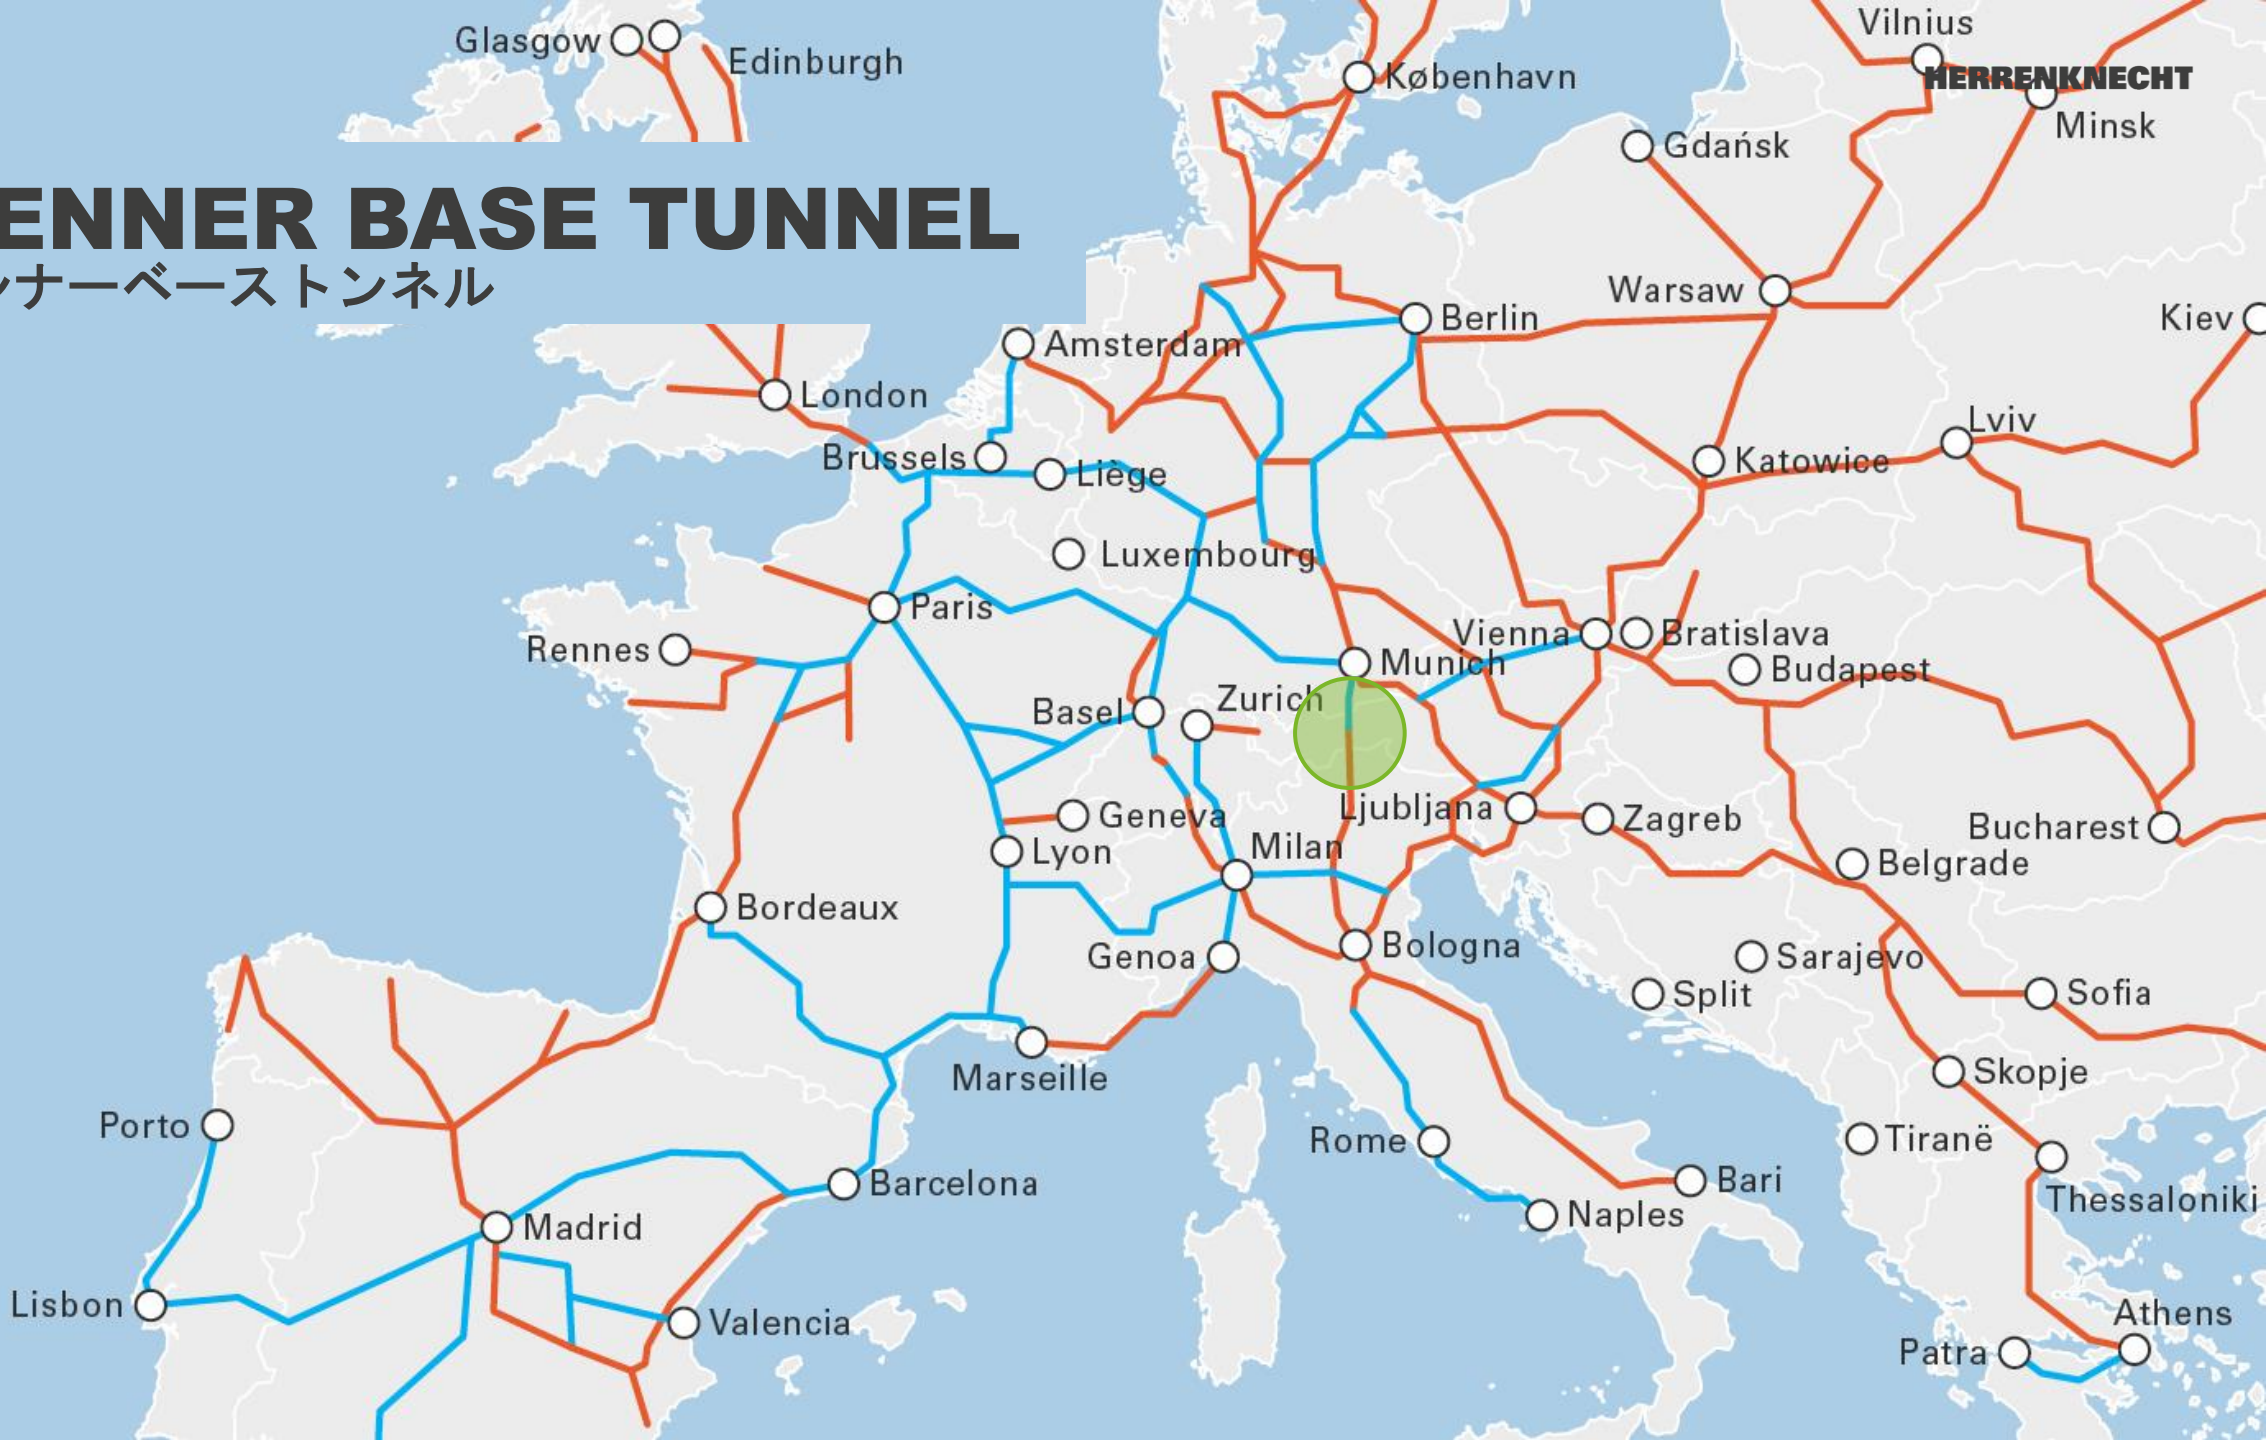 Glasgow
Edinburgh
København
Vilnius
HERRENKNECHT
Minsk
Gdańsk
ENNER BASE TUNNEL
ナーベーストンネル
Warsaw
Kiev
Berlin
Amsterdam
London
Lviv
Brussels
Liège
Katowice
Luxembourg
Paris
Rennes
Vienna
Bratislava
Munich
Budapest
Zurich
Basel
Ljubljana
Geneva
Zagreb
Bucharest
Milan
Lyon
Belgrade
Bordeaux
Bologna
Genoa
Sarajevo
Split
Sofia
Marseille
Skopje
Porto
Rome
Tiranë
Barcelona
Bari
Thessaloniki
Madrid
Naples
Lisbon
Valencia
Athens
Patra